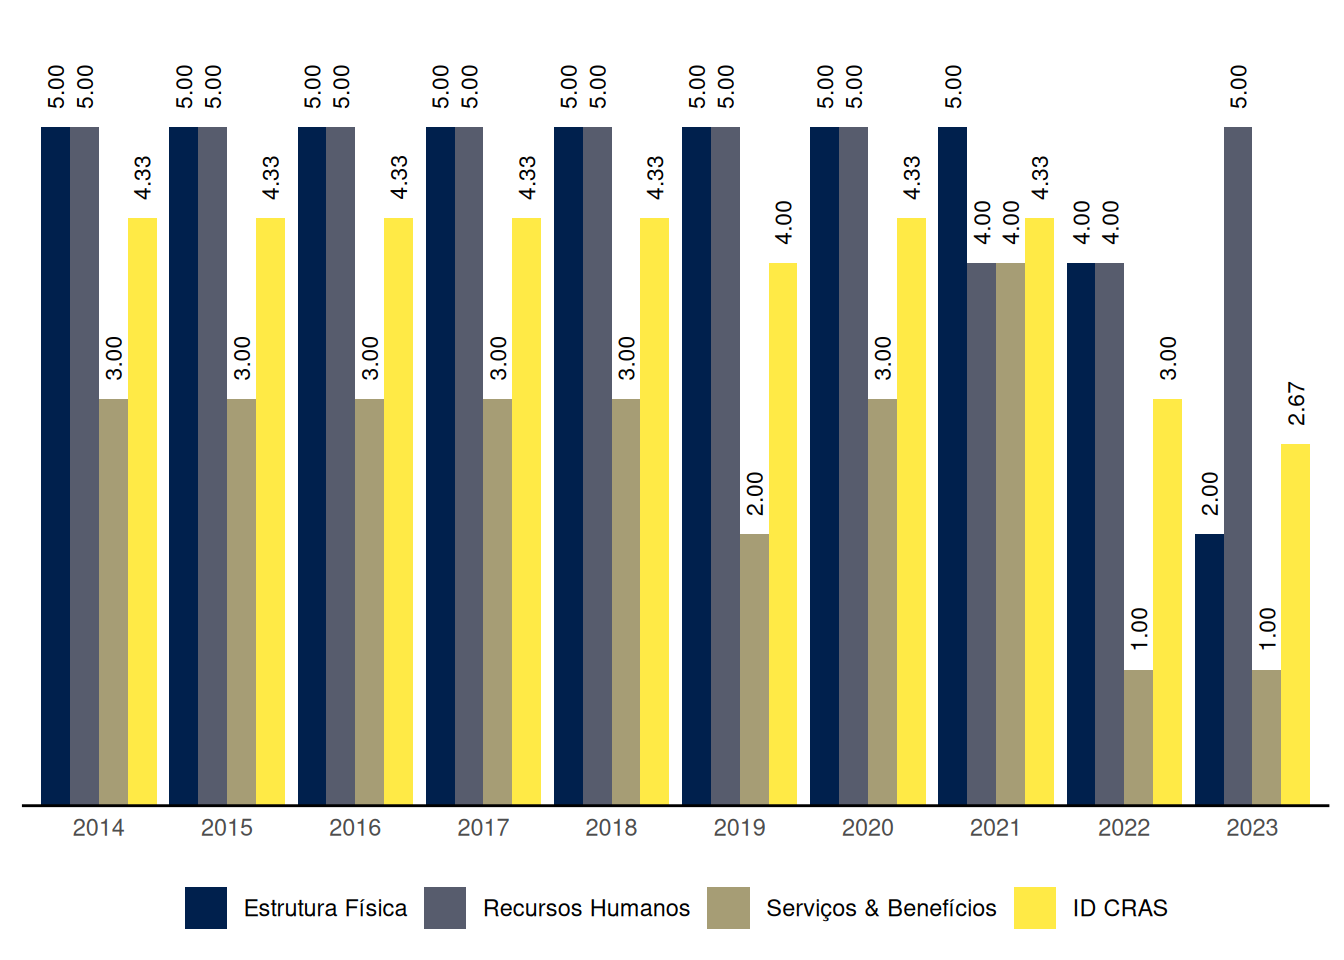 5.00 5.00 3.00 4.33 5.00 5.00 3.00 4.33 5.00 5.00 3.00 4.33 5.00 5.00 3.00 4.33 5.00 5.00 3.00 4.33 5.00 5.00 2.00 4.00 5.00 5.00 3.00 4.33 5.00 4.00 4.00 4.33 4.00 4.00 1.00 3.00 2.00 5.00 1.00 2.67
2014 2015 2016 2017 2018 2019 2020 2021 2022 2023
Estrutura Física Recursos Humanos Serviços & Benefícios ID CRAS